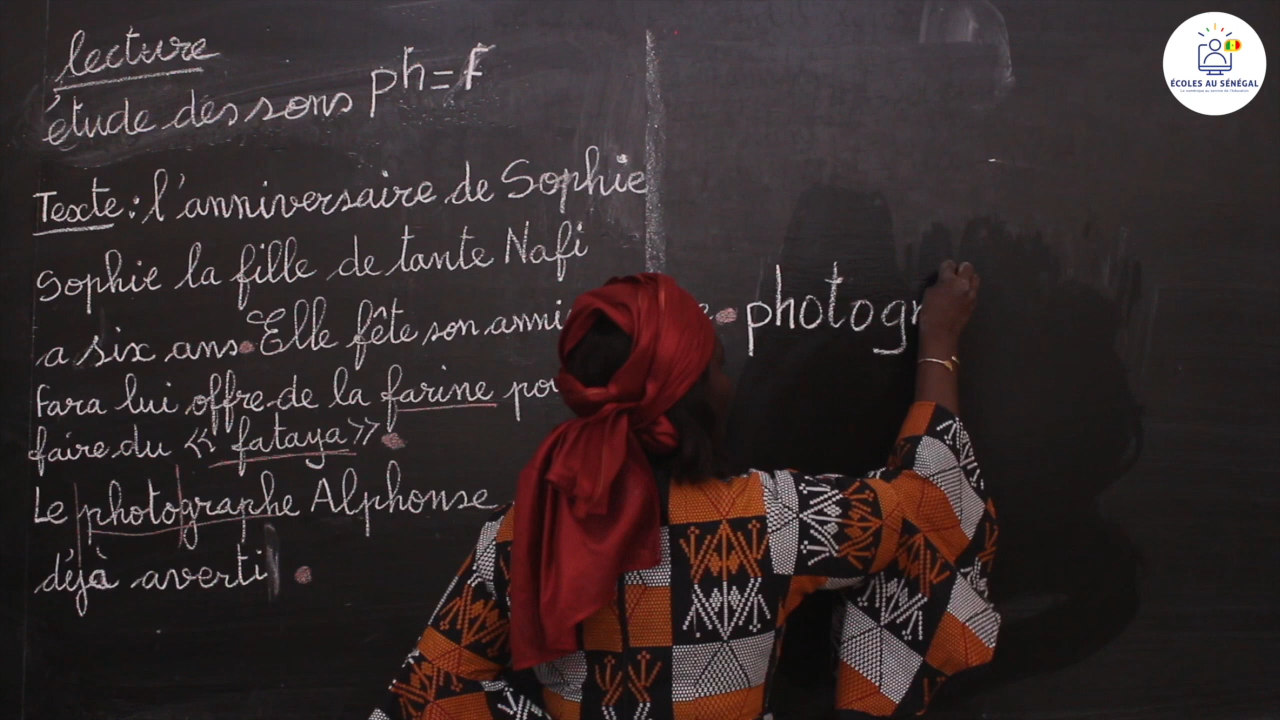 lecture
étude des sons ph=f
Texte: l'anniversaire de Sophie
Sophie la fille de tante Nafi
a six ans. Elle fête son anni
Fara lui offre de la farine
faire du « fataya ».
Le photographe Alphonse
déjà averti.
photogr
ÉCOLES AU SÉNÉGAL